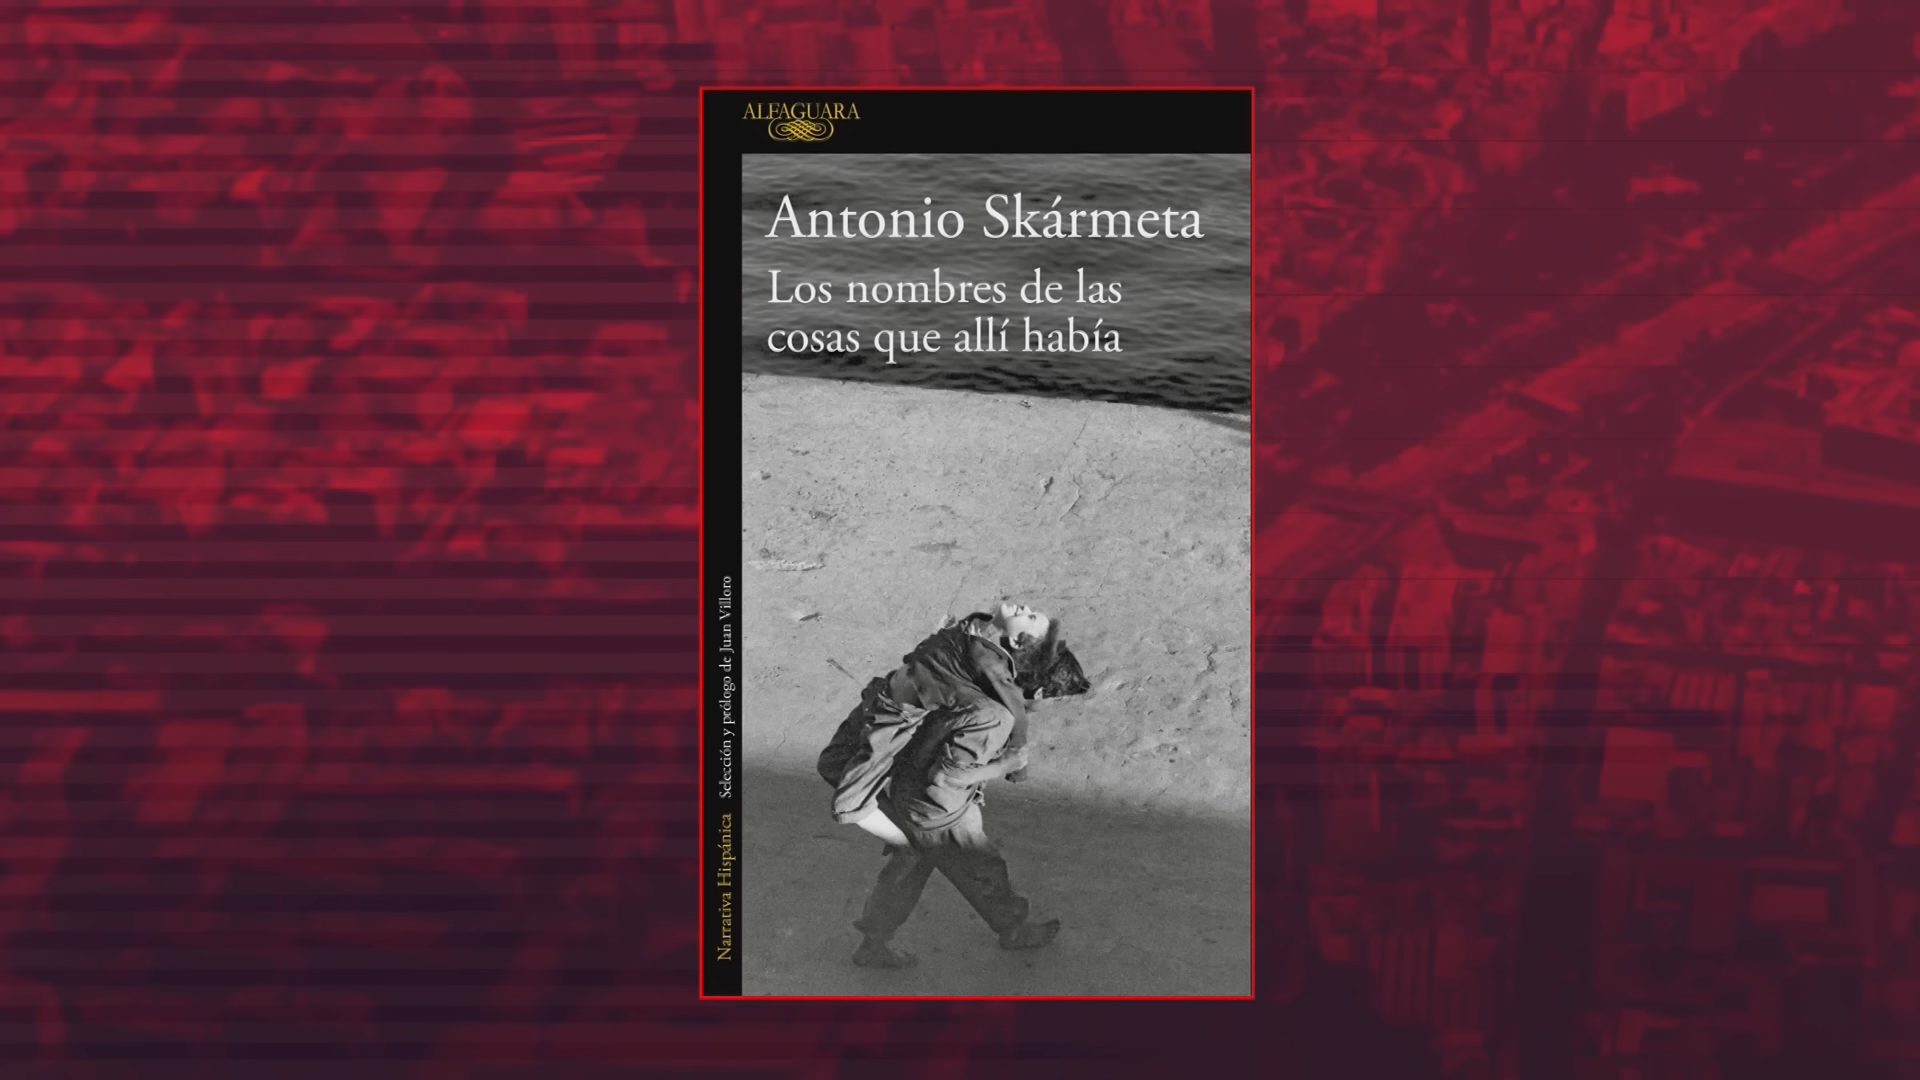 ALFAGUARA
Antonio Skármeta
Los nombres de las
cosas que allí había
Narrativa Hispánica Selección y prólogo de Juan Villoro